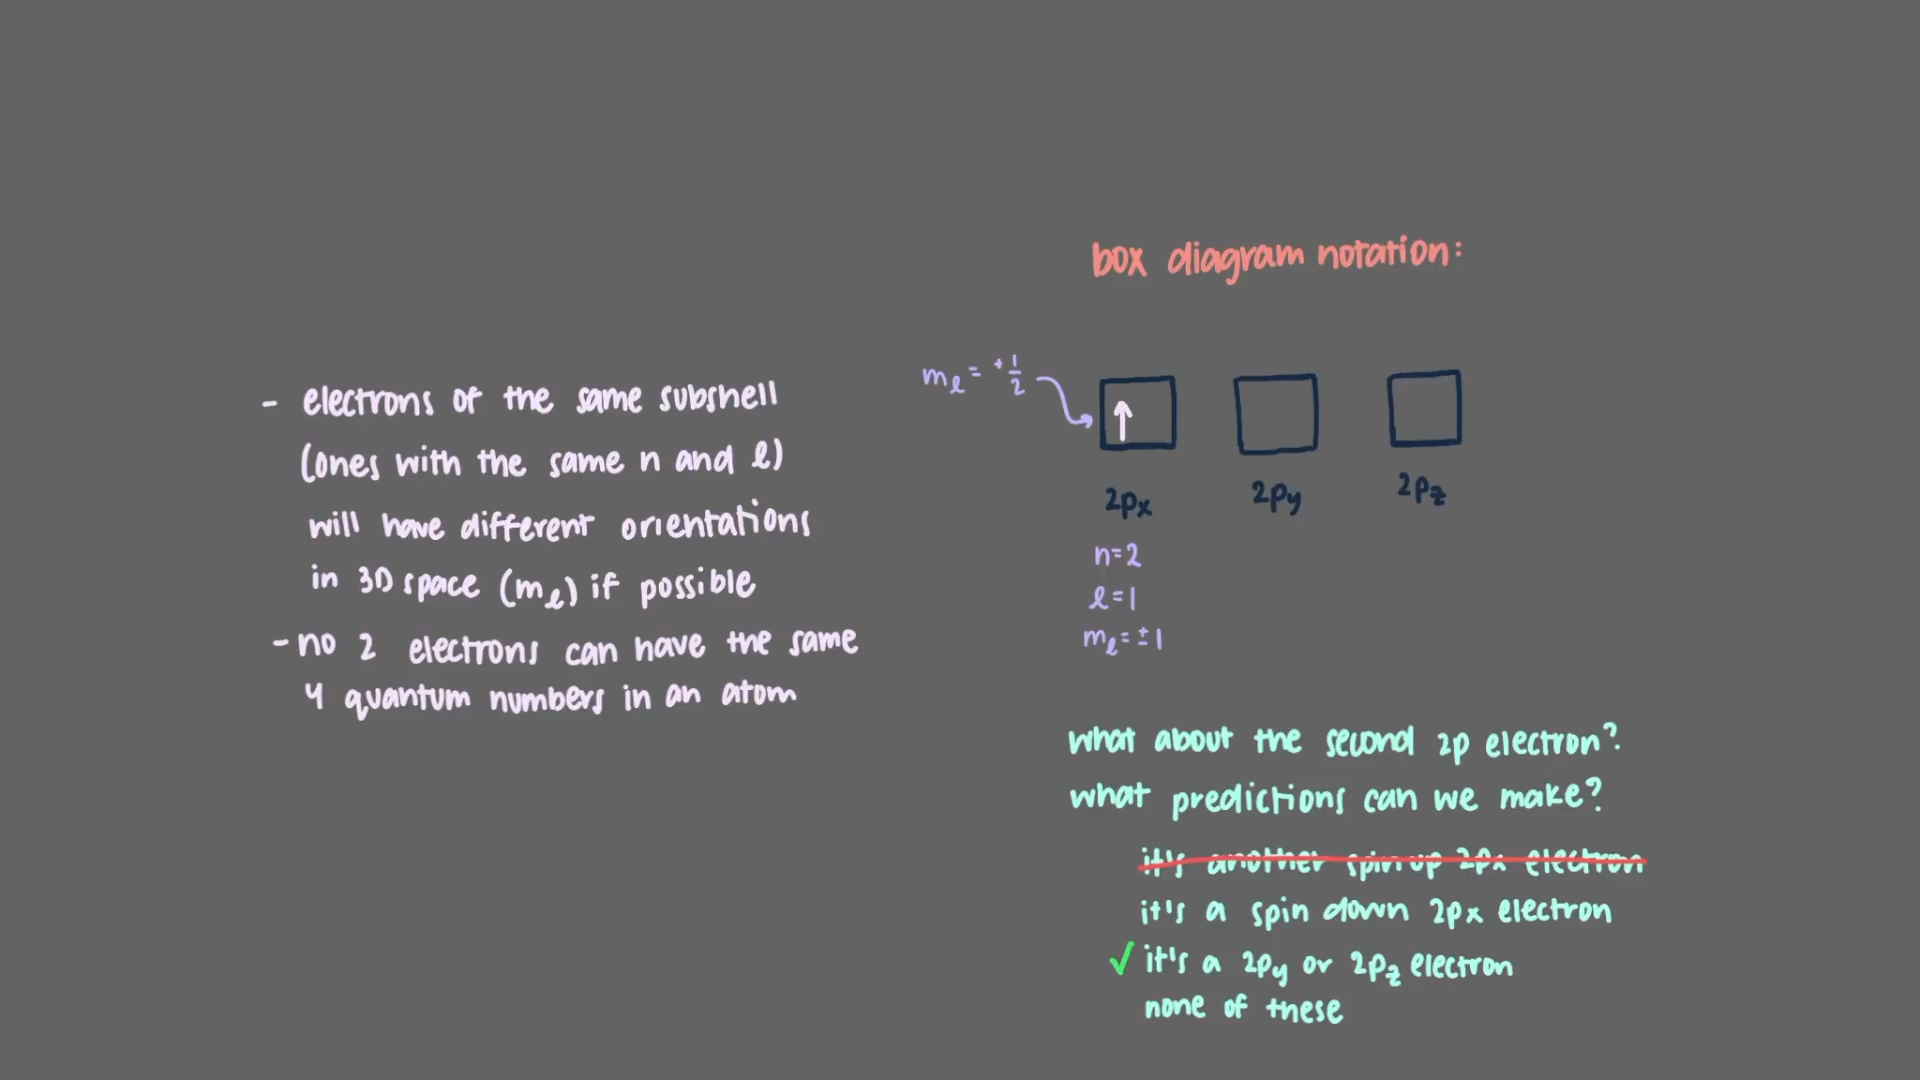 - electrons of the same subshell
(ones with the same n and l)
will have different orientations
in 3D space (mₗ) if possible
- no 2 electrons can have the same
4 quantum numbers in an atom
box diagram notation:
mₗ = +1/2
↑
2px 2py 2pz
n=2
l=1
mₗ=±1
what about the second 2p electron?
what predictions can we make?
it's another spin up 2px electron
it's a spin down 2px electron
✓ it's a 2py or 2pz electron
none of these